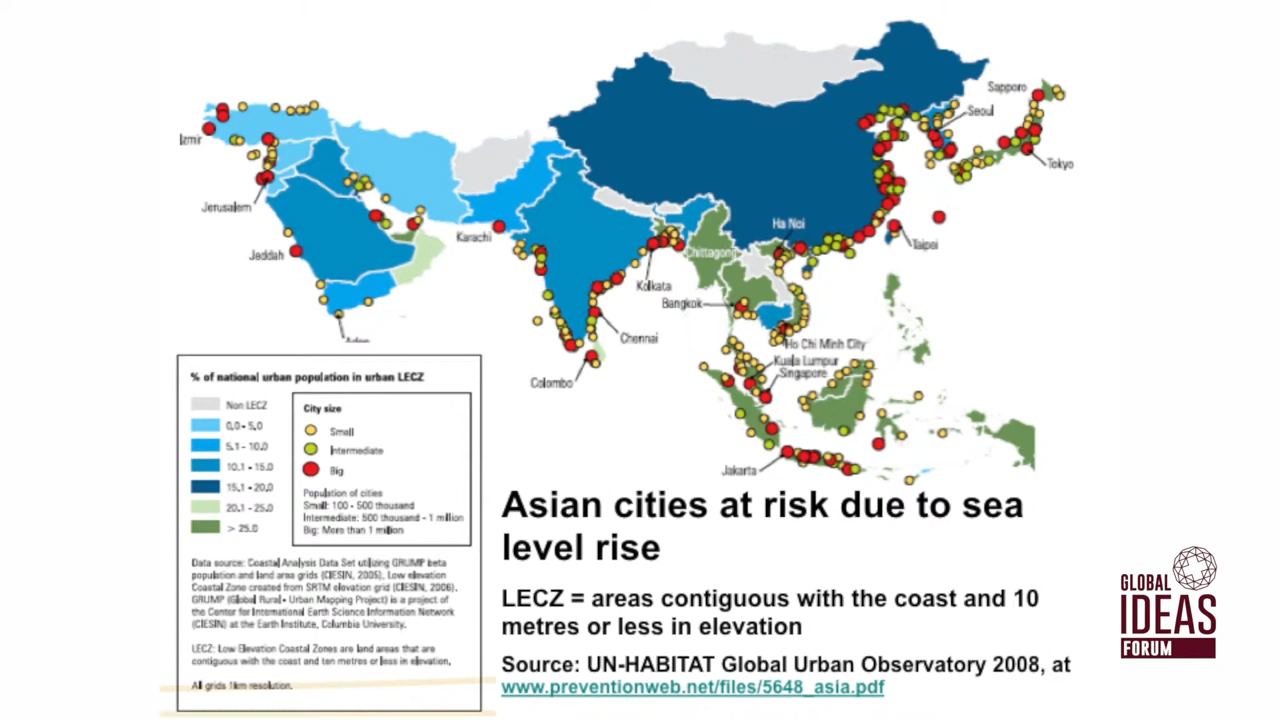 Sapporo
Seoul
Izmir
Tokyo
Jerusalem
Ha Noi
Karachi
Taipei
Jeddah
Chittagong
Kolkata
Bangkok
Chennai
Ho Chi Minh City
Kuala Lumpur
Singapore
Colombo
Jakarta
% of national urban population in urban LECZ
Non LECZ
0,0 - 5,0
5,1 - 10,0
10,1 - 15,0
15,1 - 20,0
20,1 - 25,0
> 25,0
City size
Small
Intermediate
Big
Population of cities
Small: 100 - 500 thousand
Intermediate: 500 thousand - 1 million
Big: More than 1 million
Data source: Coastal Analysis Data Set utilizing GRUMP beta
population and land area grids (CIESIN, 2005), Low elevation
Coastal Zone created from SRTM elevation grid (CIESIN, 2006).
GRUMP (Global Rural - Urban Mapping Project) is a project of
the Center for International Earth Science Information Network
(CIESIN) at the Earth Institute, Columbia University.
LECZ: Low Elevation Coastal Zones are land areas that are
contiguous with the coast and ten metres or less in elevation,
All grids 1km resolution.
Asian cities at risk due to sea
level rise
LECZ = areas contiguous with the coast and 10
metres or less in elevation
Source: UN-HABITAT Global Urban Observatory 2008, at
www.preventionweb.net/files/5648_asia.pdf
GLOBAL
IDEAS
FORUM